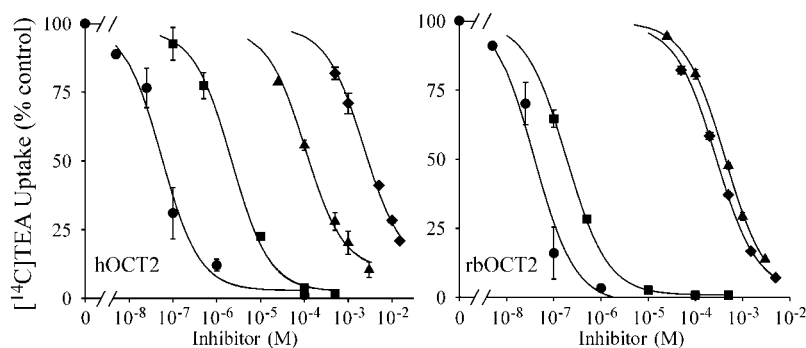 [¹⁴C]TEA Uptake (% control)
100
75
50
25
0
hOCT2
0 10⁻⁸ 10⁻⁷ 10⁻⁶ 10⁻⁵ 10⁻⁴ 10⁻³ 10⁻²
Inhibitor (M)
100
75
50
25
0
rbOCT2
0 10⁻⁸ 10⁻⁷ 10⁻⁶ 10⁻⁵ 10⁻⁴ 10⁻³ 10⁻²
Inhibitor (M)